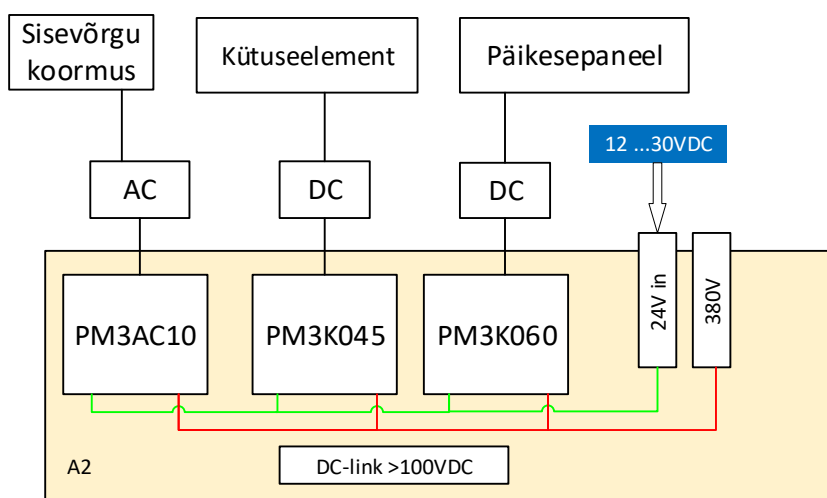 Sisevõrgu
koormus
Kütuseelement
Päikesepaneel
12 ...30VDC
AC
DC
DC
PM3AC10
PM3K045
PM3K060
24V in
380V
A2
DC-link >100VDC